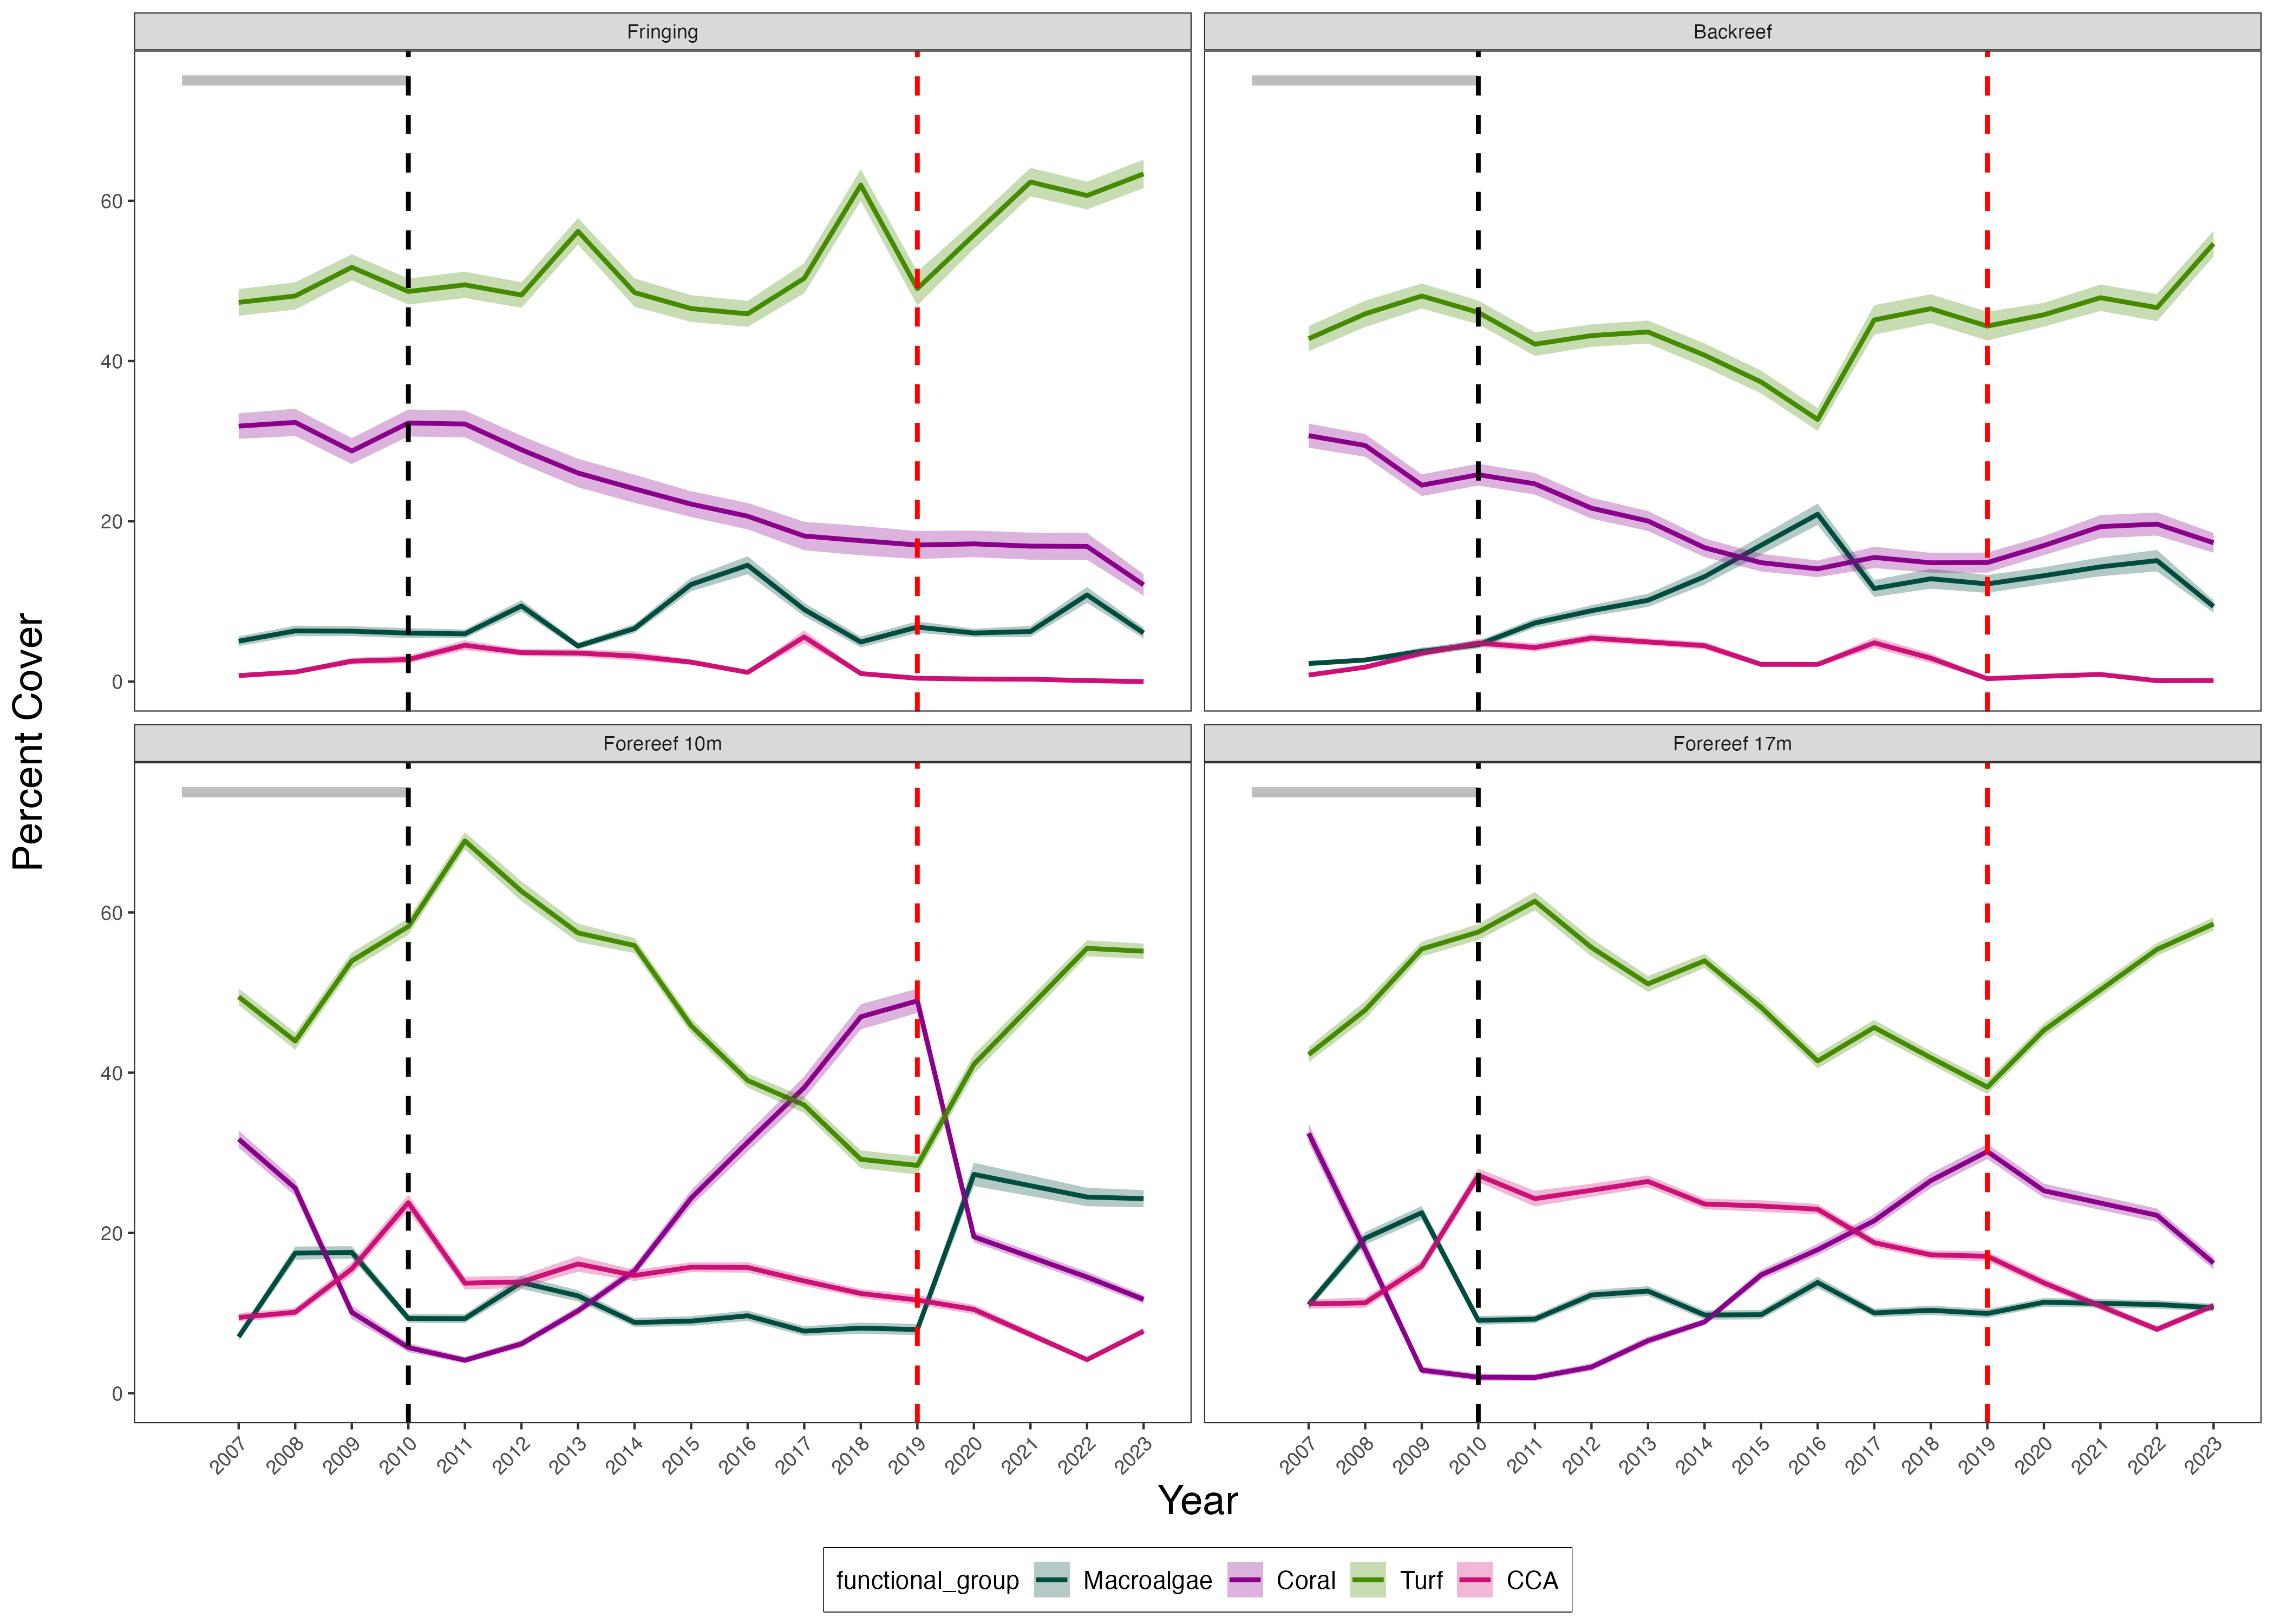 Fringing
Backreef
60
40
20
0
Forereef 10m
Forereef 17m
60
40
20
0
Percent Cover
2007 2008 2009 2010 2011 2012 2013 2014 2015 2016 2017 2018 2019 2020 2021 2022 2023
2007 2008 2009 2010 2011 2012 2013 2014 2015 2016 2017 2018 2019 2020 2021 2022 2023
Year
functional_group Macroalgae Coral Turf CCA